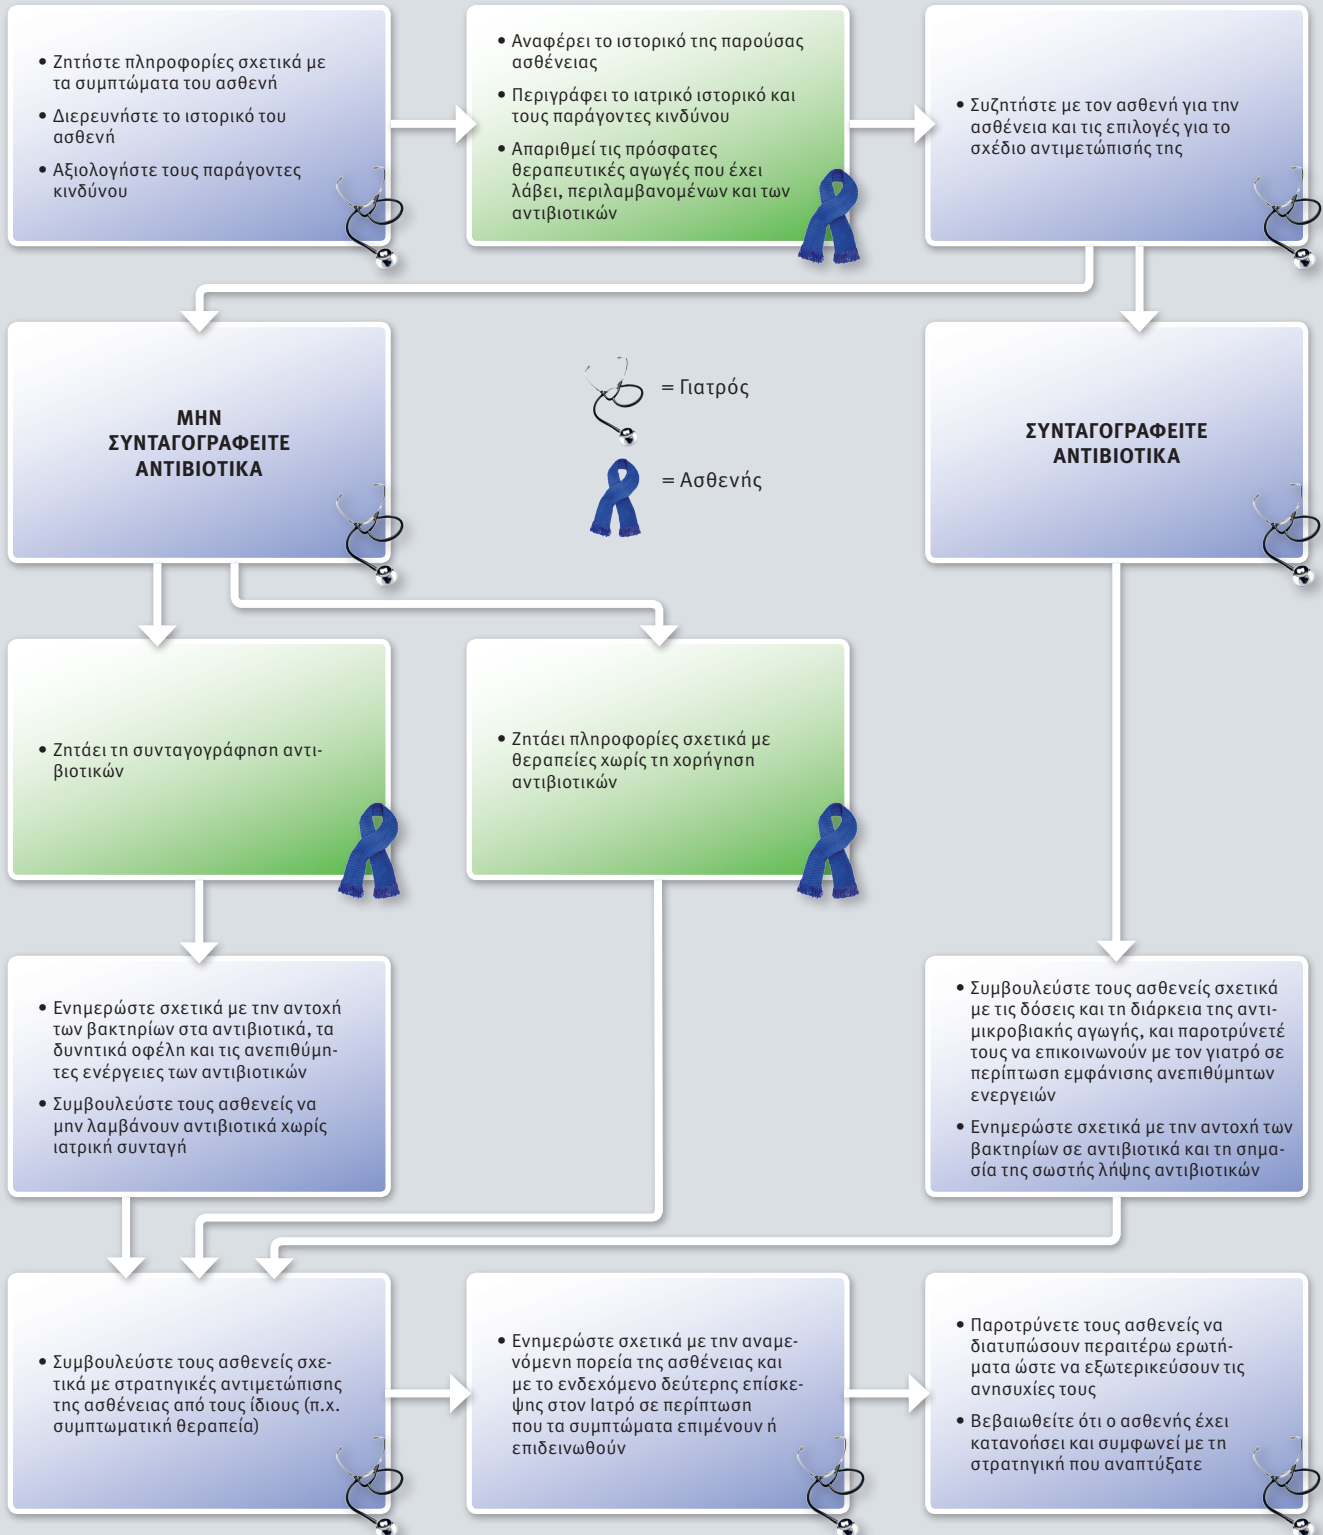 • Ζητήστε πληροφορίες σχετικά με
τα συμπτώματα του ασθενή
• Διερευνήστε το ιστορικό του
ασθενή
• Αξιολογήστε τους παράγοντες
κινδύνου
• Αναφέρει το ιστορικό της παρούσας
ασθένειας
• Περιγράφει το ιατρικό ιστορικό και
τους παράγοντες κινδύνου
• Απαριθμεί τις πρόσφατες
θεραπευτικές αγωγές που έχει
λάβει, περιλαμβανομένων και των
αντιβιοτικών
• Συζητήστε με τον ασθενή για την
ασθένεια και τις επιλογές για το
σχέδιο αντιμετώπισής της
ΜΗΝ
ΣΥΝΤΑΓΟΓΡΑΦΕΙΤΕ
ΑΝΤΙΒΙΟΤΙΚΑ
= Γιατρός
= Ασθενής
ΣΥΝΤΑΓΟΓΡΑΦΕΙΤΕ
ΑΝΤΙΒΙΟΤΙΚΑ
• Ζητάει τη συνταγογράφηση αντι-
βιοτικών
• Ζητάει πληροφορίες σχετικά με
θεραπείες χωρίς τη χορήγηση
αντιβιοτικών
• Ενημερώστε σχετικά με την αντοχή
των βακτηρίων στα αντιβιοτικά, τα
δυνητικά οφέλη και τις ανεπιθύμη-
τες ενέργειες των αντιβιοτικών
• Συμβουλεύστε τους ασθενείς να
μην λαμβάνουν αντιβιοτικά χωρίς
ιατρική συνταγή
• Συμβουλεύστε τους ασθενείς σχετικά
με τις δόσεις και τη διάρκεια της αντι-
μικροβιακής αγωγής, και παροτρύνετέ
τους να επικοινωνούν με τον γιατρό σε
περίπτωση εμφάνισης ανεπιθύμητων
ενεργειών
• Ενημερώστε σχετικά με την αντοχή των
βακτηρίων σε αντιβιοτικά και τη σημα-
σία της σωστής λήψης αντιβιοτικών
• Συμβουλεύστε τους ασθενείς σχε-
τικά με στρατηγικές αντιμετώπισης
της ασθένειας από τους ίδιους (π.χ.
συμπτωματική θεραπεία)
• Ενημερώστε σχετικά με την αναμε-
νόμενη πορεία της ασθένειας και
με το ενδεχόμενο δεύτερης επίσκε-
ψης στον Ιατρό σε περίπτωση
που τα συμπτώματα επιμένουν ή
επιδεινωθούν
• Παροτρύνετε τους ασθενείς να
διατυπώσουν περαιτέρω ερωτή-
ματα ώστε να εξωτερικεύσουν τις
ανησυχίες τους
• Βεβαιωθείτε ότι ο ασθενής έχει
κατανοήσει και συμφωνεί με τη
στρατηγική που αναπτύξατε